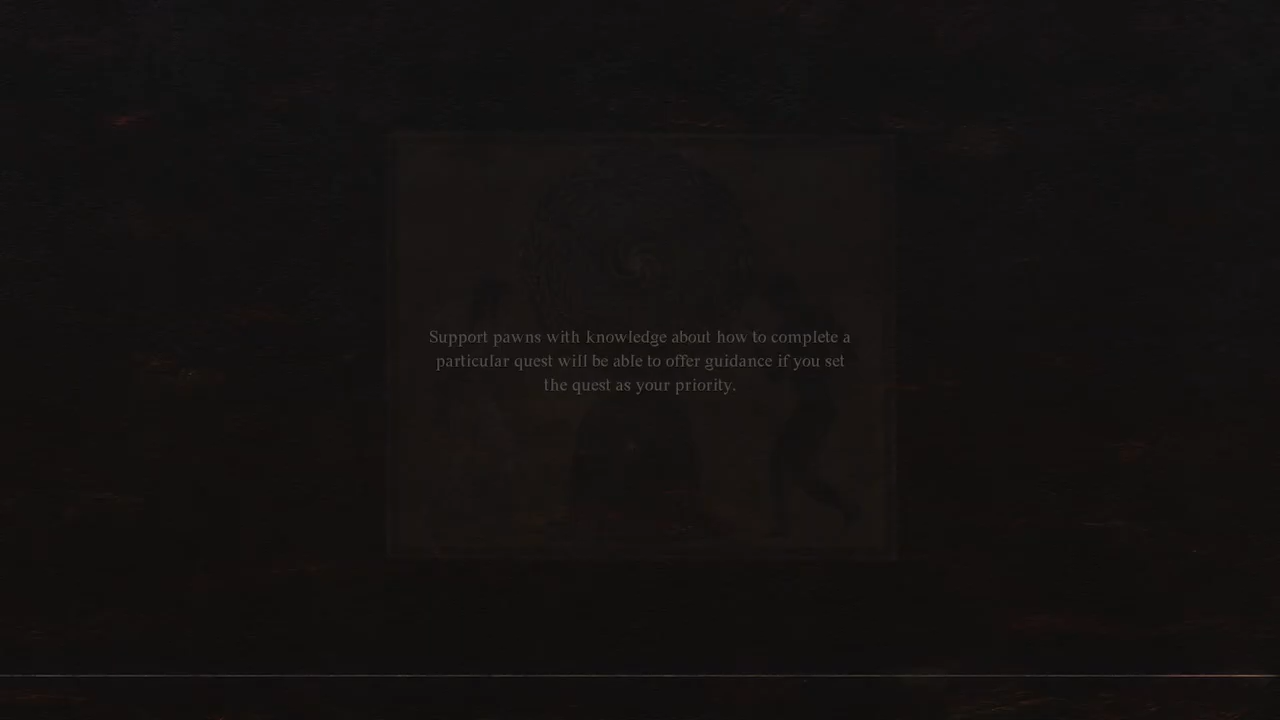 Support pawns with knowledge about how to complete a
particular quest will be able to offer guidance if you set
the quest as your priority.